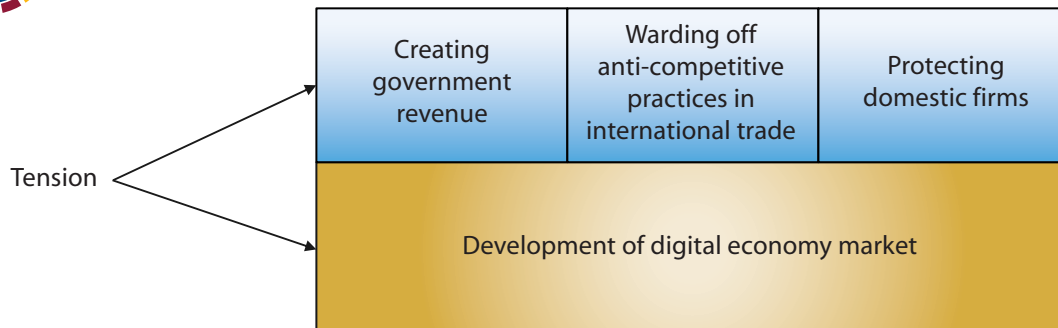 Creating
government
revenue
Warding off
anti-competitive
practices in
international trade
Protecting
domestic firms
Tension
Development of digital economy market